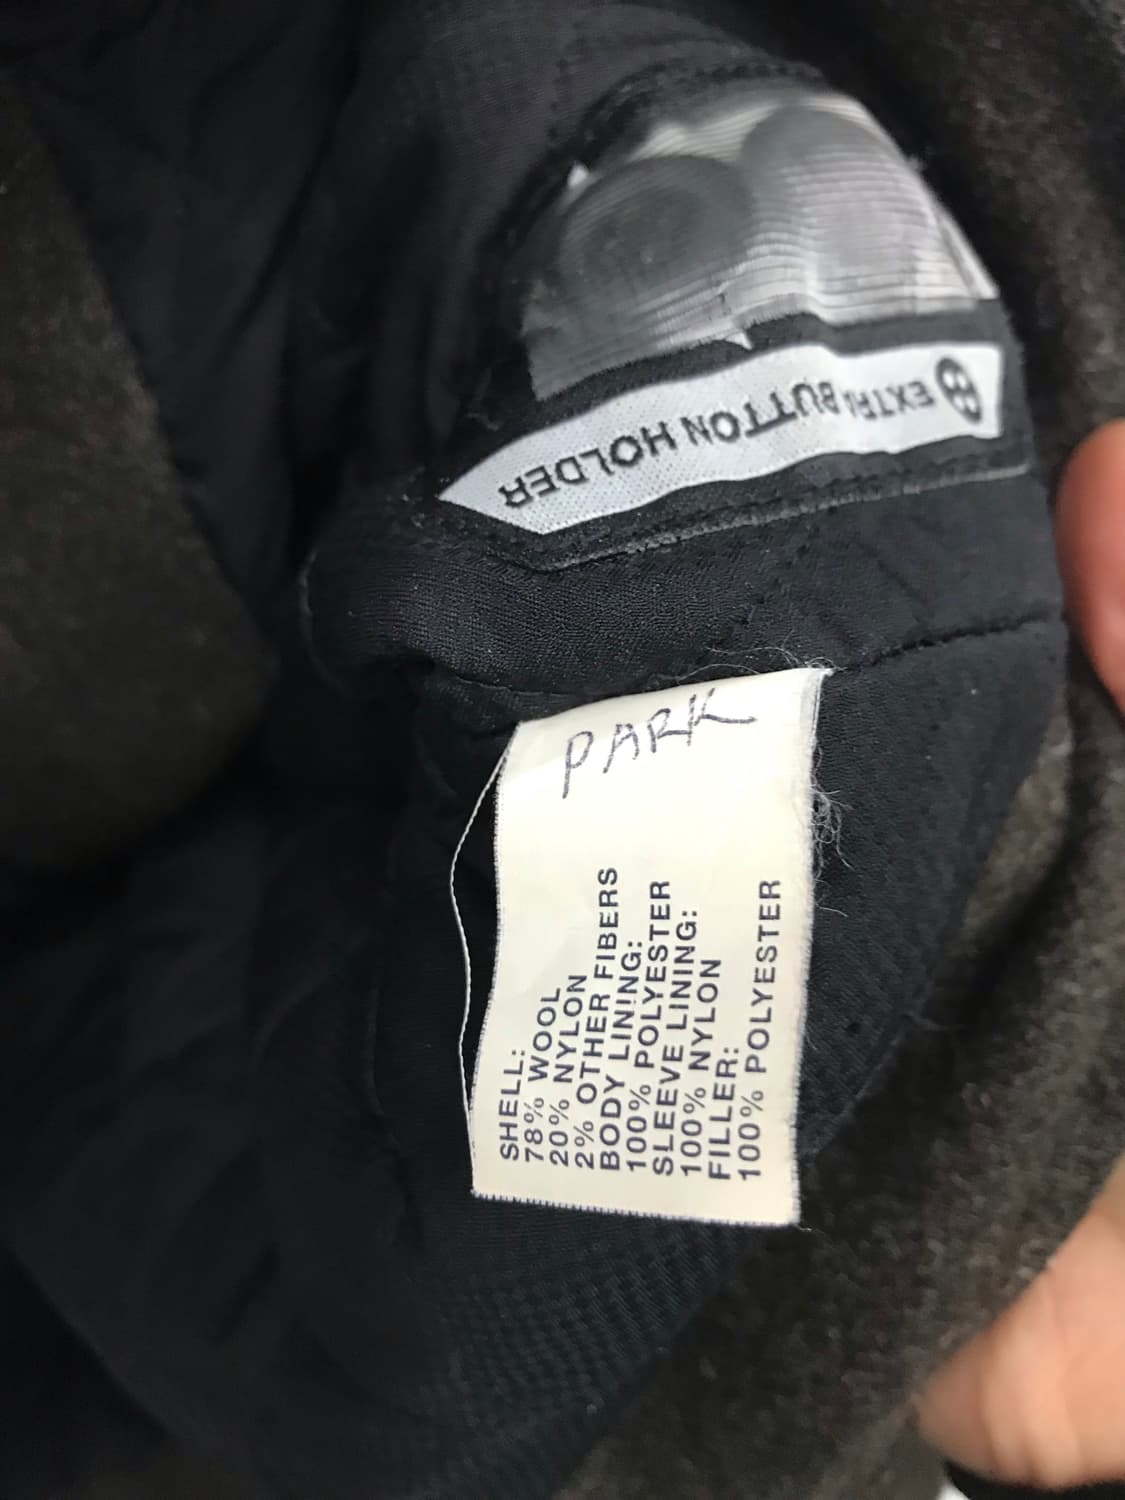 EXTRA BUTTON HOLDER
PARK
SHELL:
78% WOOL
20% NYLON
2% OTHER FIBERS
BODY LINING:
100% POLYESTER
SLEEVE LINING:
100% NYLON
FILLER:
100% POLYESTER